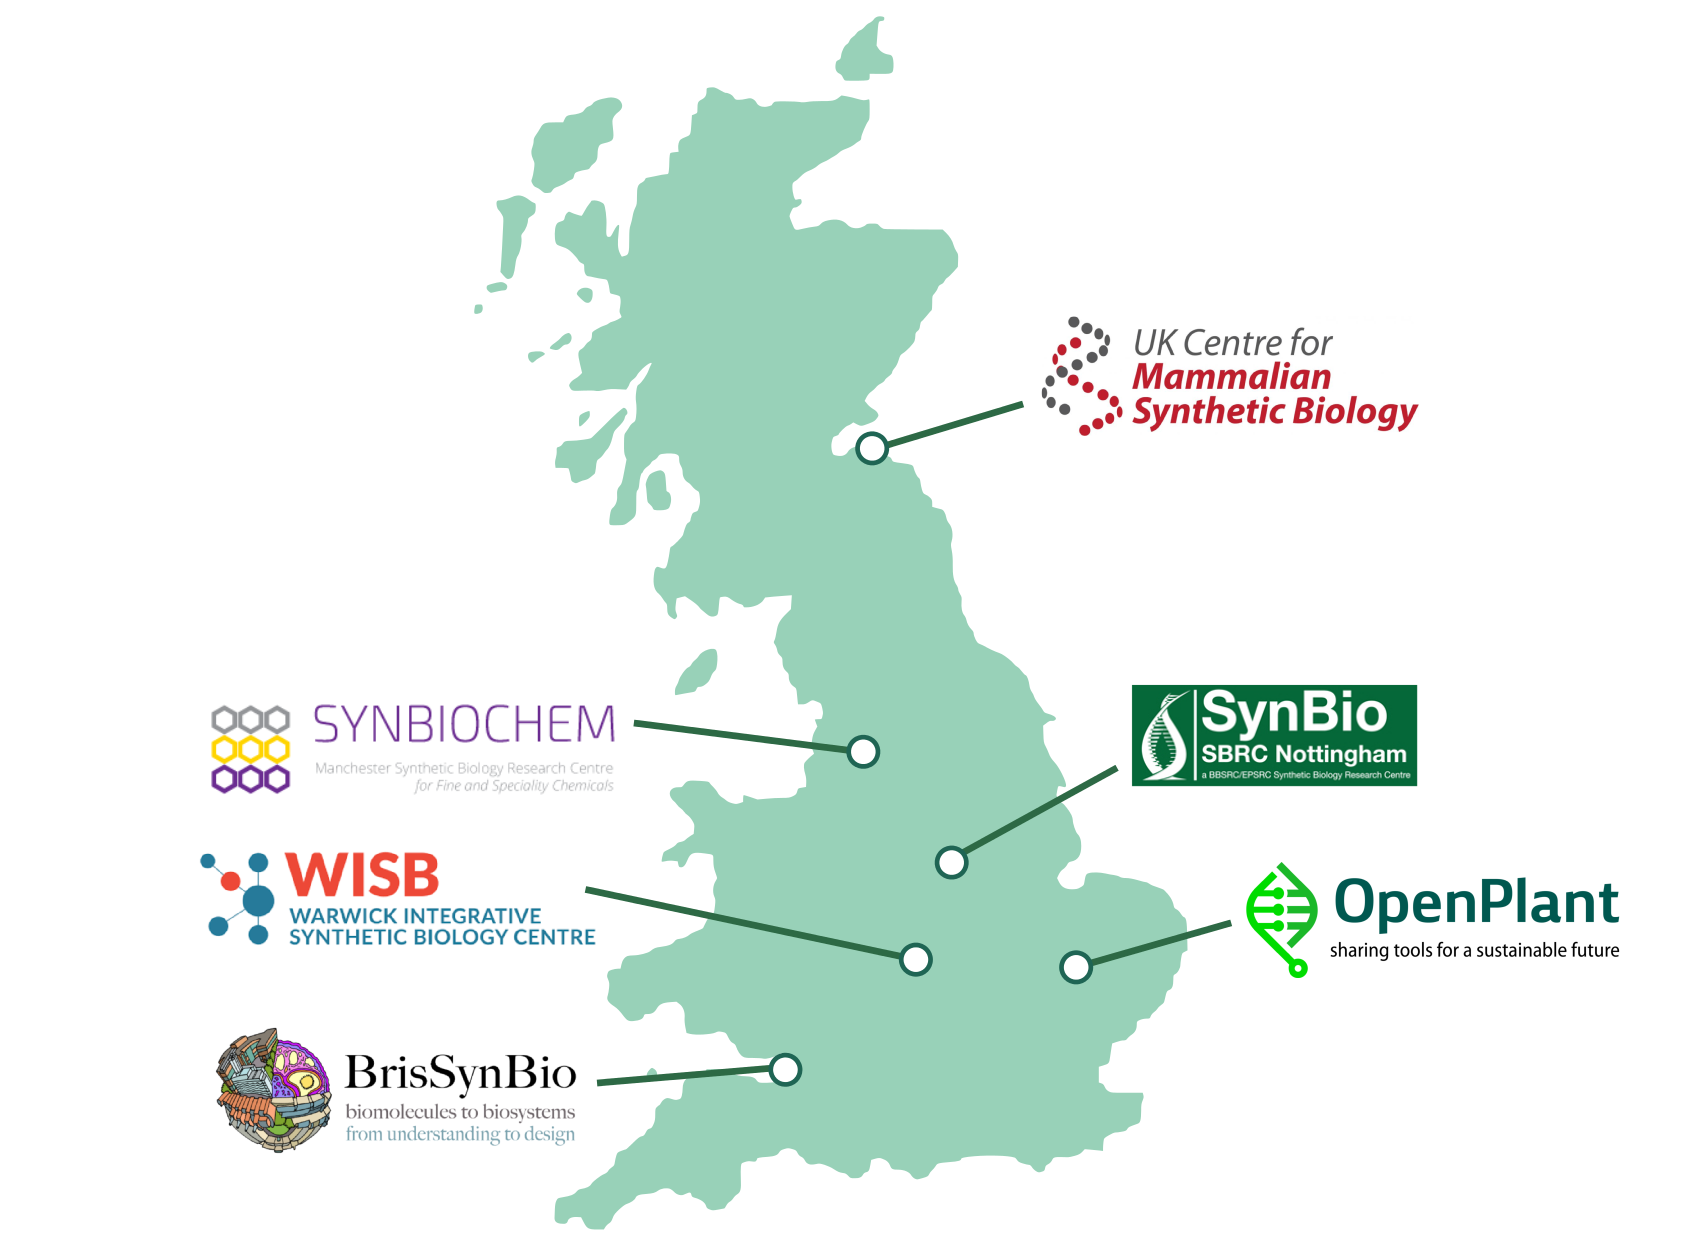 UK Centre for
Mammalian
Synthetic Biology
SYNBIOCHEM
Manchester Synthetic Biology Research Centre
for Fine and Speciality Chemicals
SynBio
SBRC Nottingham
a BBSRC/EPSRC Synthetic Biology Research Centre
WISB
WARWICK INTEGRATIVE
SYNTHETIC BIOLOGY CENTRE
OpenPlant
sharing tools for a sustainable future
BrisSynBio
biomolecules to biosystems
from understanding to design